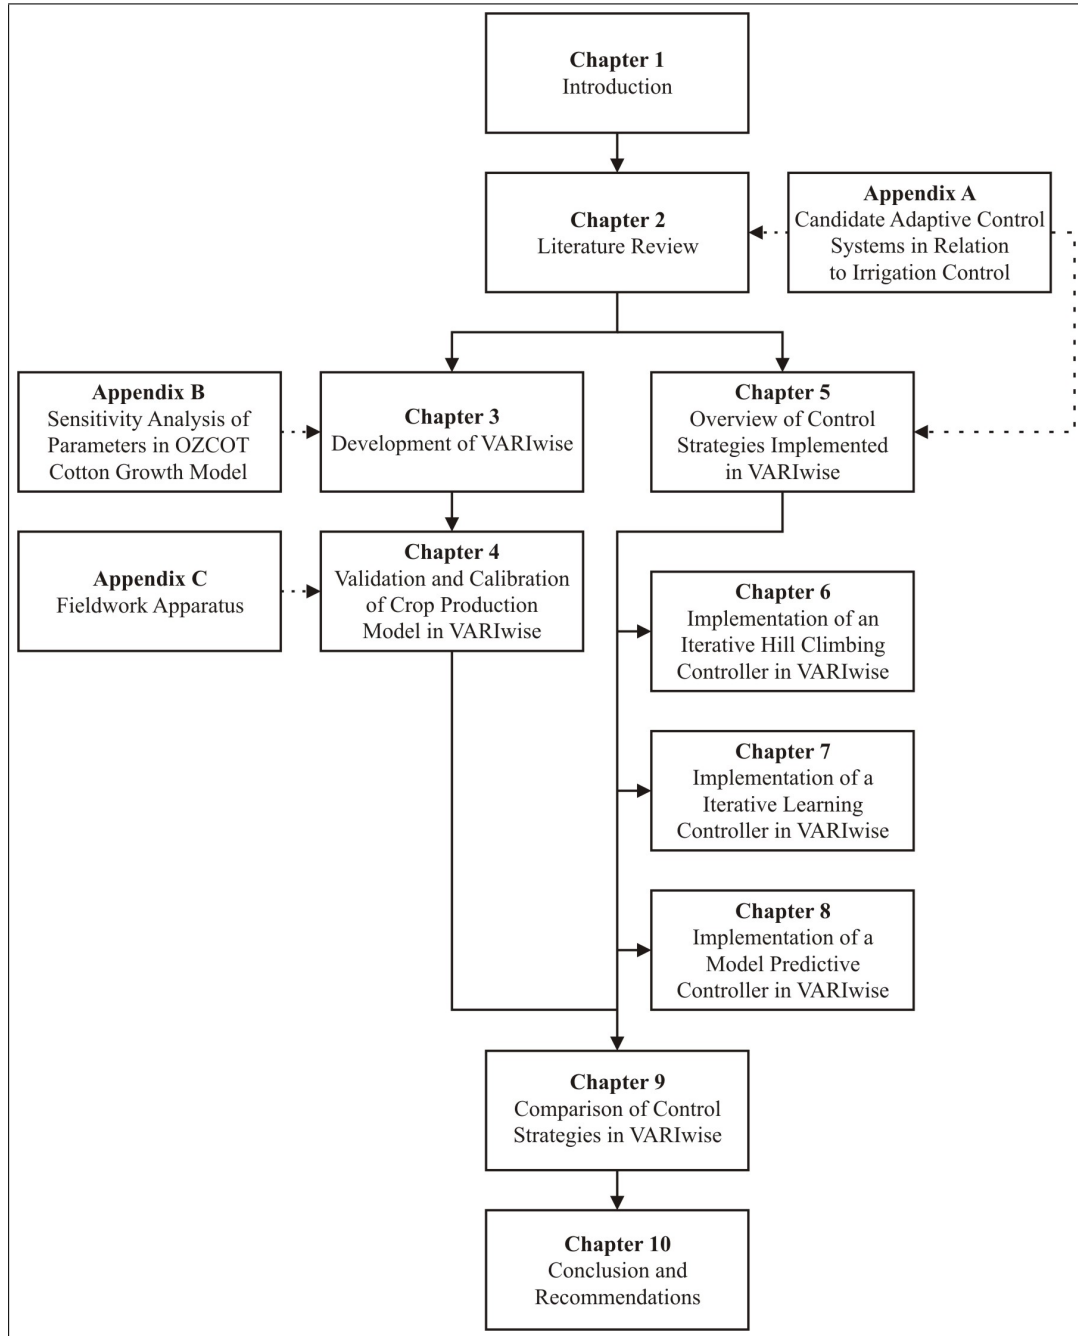 Chapter 1
Introduction
Chapter 2
Literature Review
Appendix A
Candidate Adaptive Control
Systems in Relation
to Irrigation Control
Appendix B
Sensitivity Analysis of
Parameters in OZCOT
Cotton Growth Model
Chapter 3
Development of VARIwise
Chapter 5
Overview of Control
Strategies Implemented
in VARIwise
Appendix C
Fieldwork Apparatus
Chapter 4
Validation and Calibration
of Crop Production
Model in VARIwise
Chapter 6
Implementation of an
Iterative Hill Climbing
Controller in VARIwise
Chapter 7
Implementation of a
Iterative Learning
Controller in VARIwise
Chapter 8
Implementation of a
Model Predictive
Controller in VARIwise
Chapter 9
Comparison of Control
Strategies in VARIwise
Chapter 10
Conclusion and
Recommendations